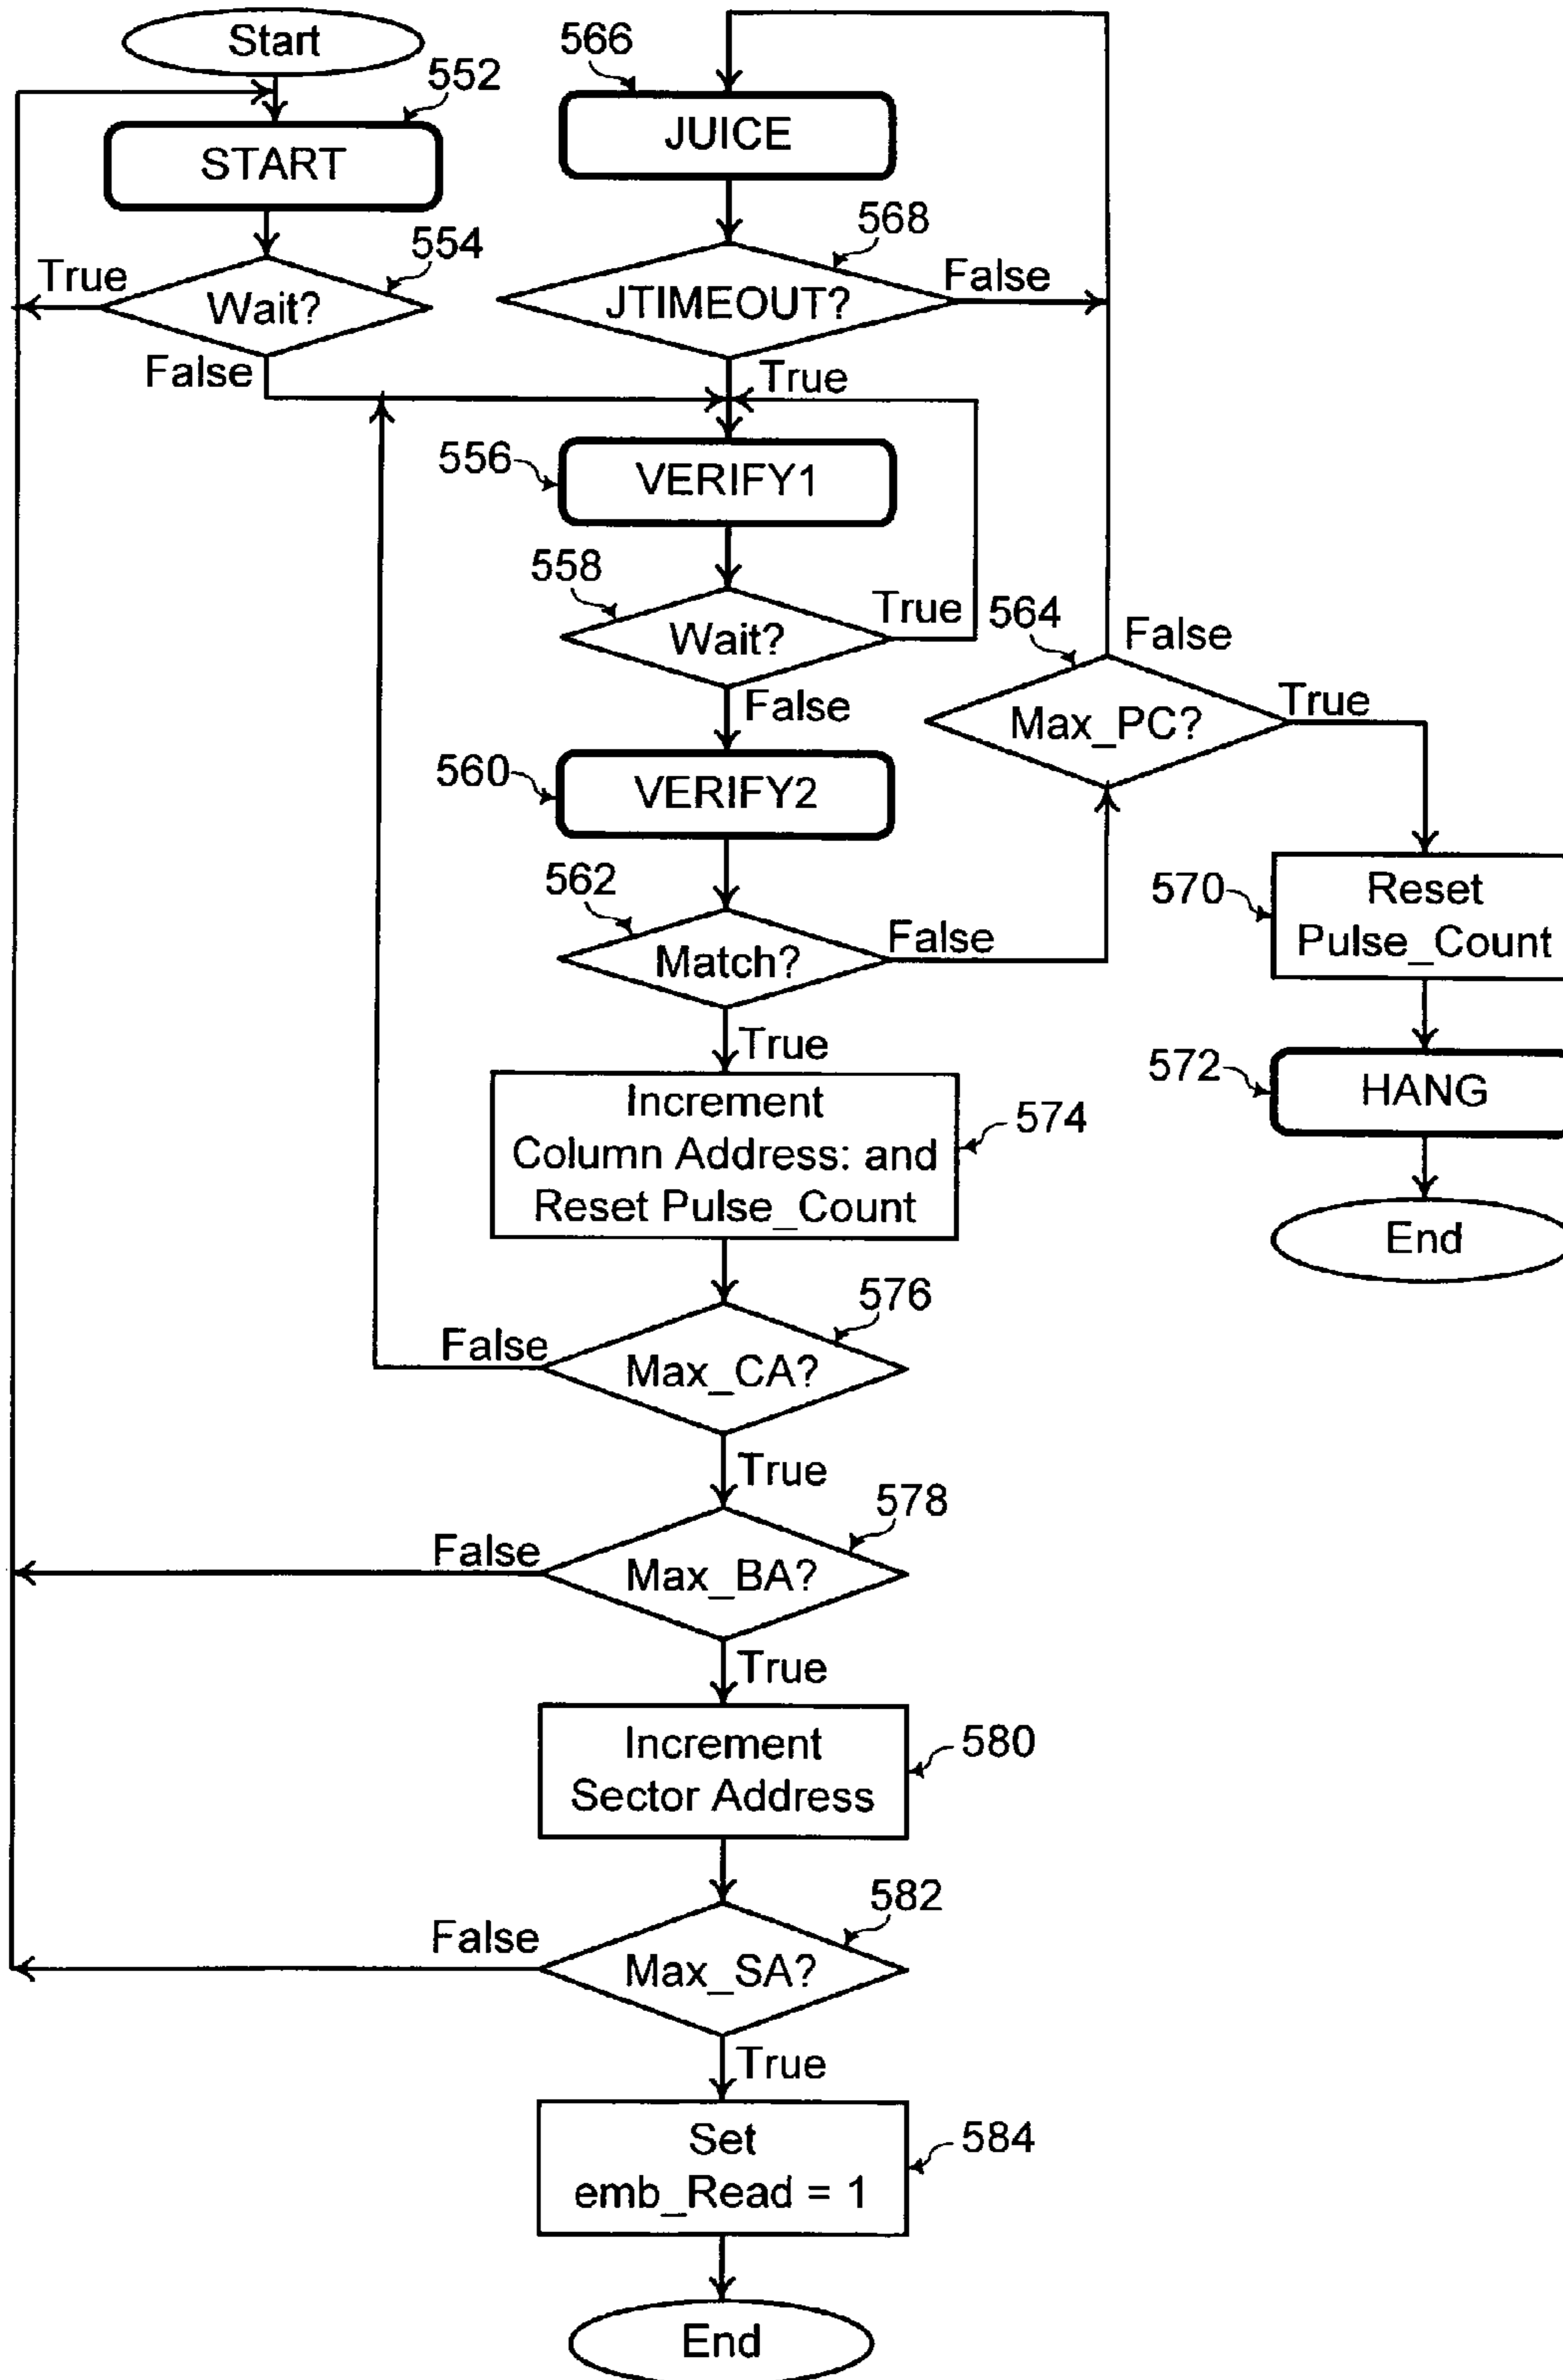 Start
552
START
554
True
Wait?
False
566
JUICE
568
JTIMEOUT?
False
True
556
VERIFY1
558
Wait?
True
False
560
VERIFY2
562
Match?
False
True
564
Max_PC?
False
True
570
Reset
Pulse_Count
572
HANG
End
Increment
Column Address: and
Reset Pulse_Count
574
576
False
Max_CA?
True
578
False
Max_BA?
True
Increment
Sector Address
580
582
False
Max_SA?
True
Set
emb_Read = 1
584
End